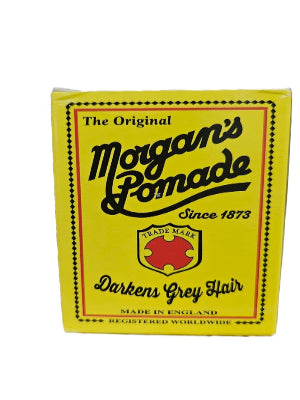 The Original
Morgan's
Pomade
Since 1873
TRADE MARK
Darkens Grey Hair
MADE IN ENGLAND
REGISTERED WORLDWIDE